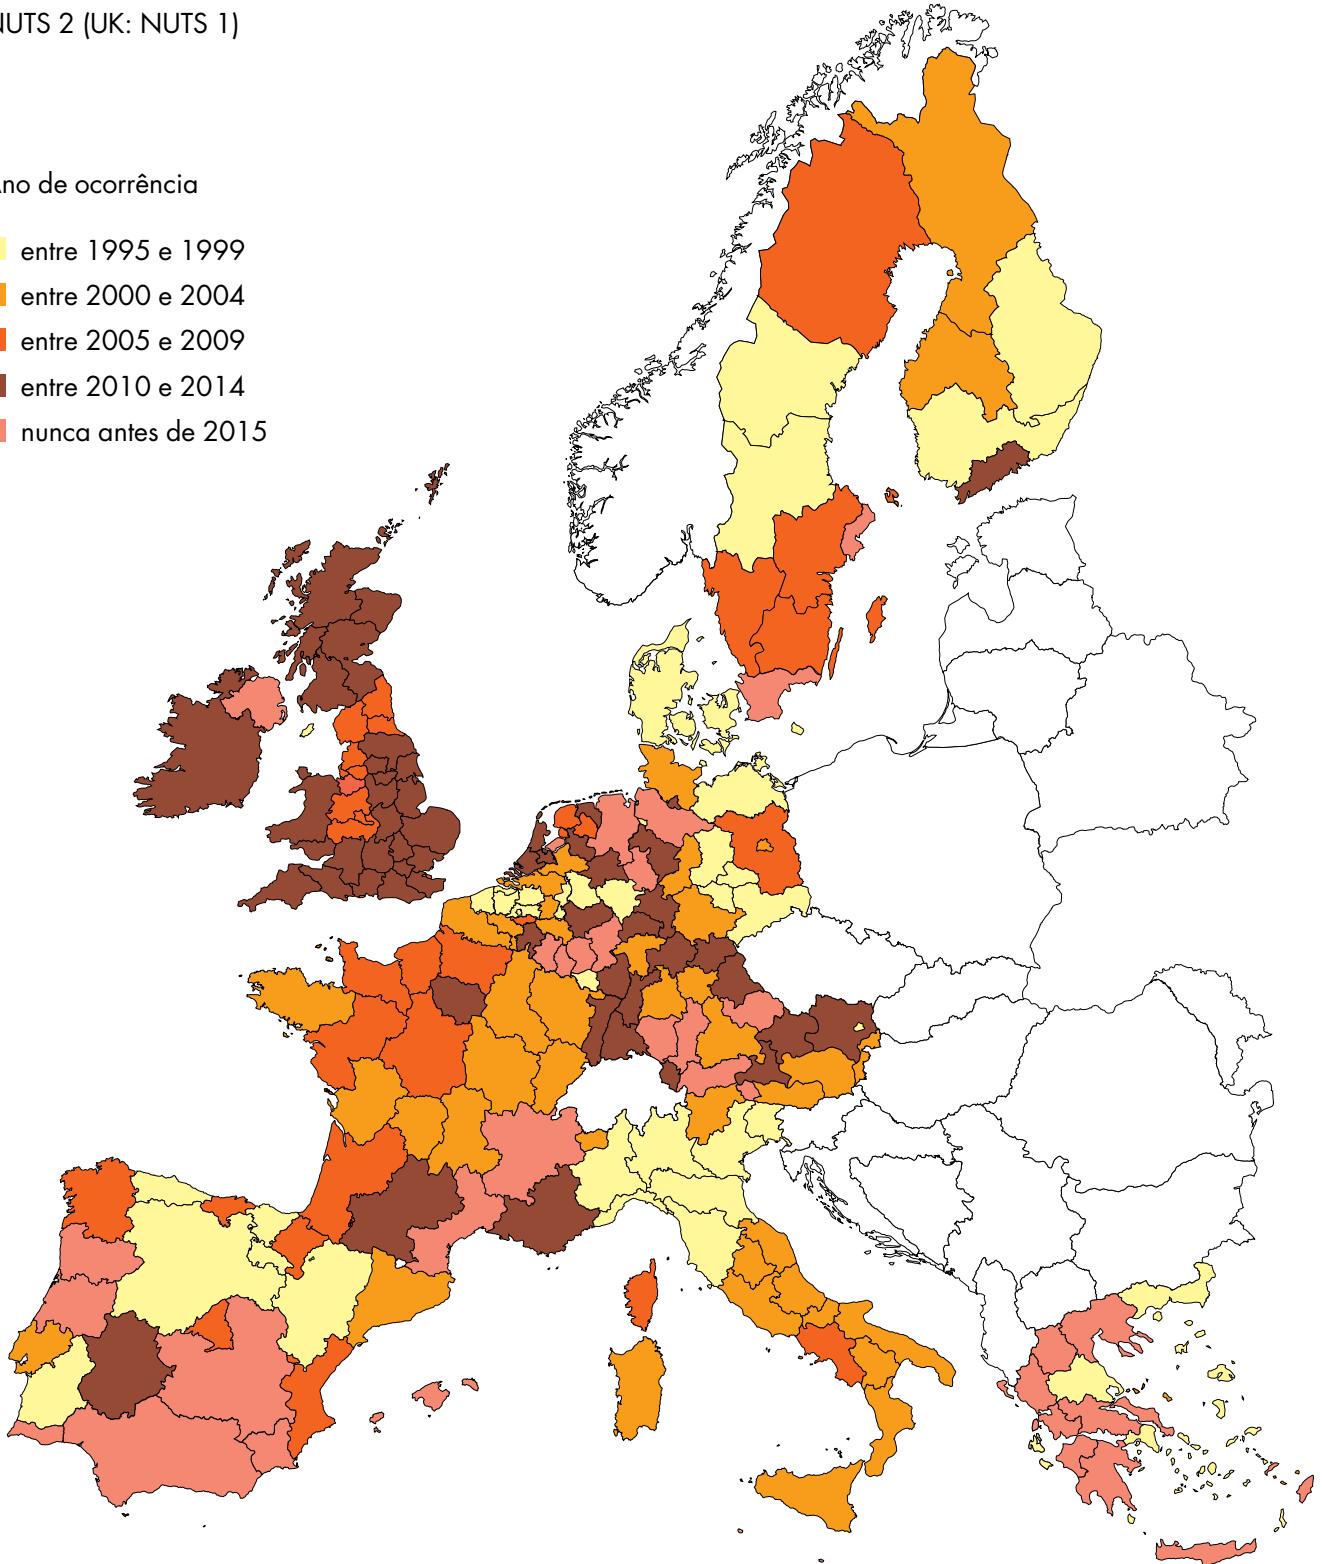 NUTS 2 (UK: NUTS 1)
Ano de ocorrência
entre 1995 e 1999
entre 2000 e 2004
entre 2005 e 2009
entre 2010 e 2014
nunca antes de 2015